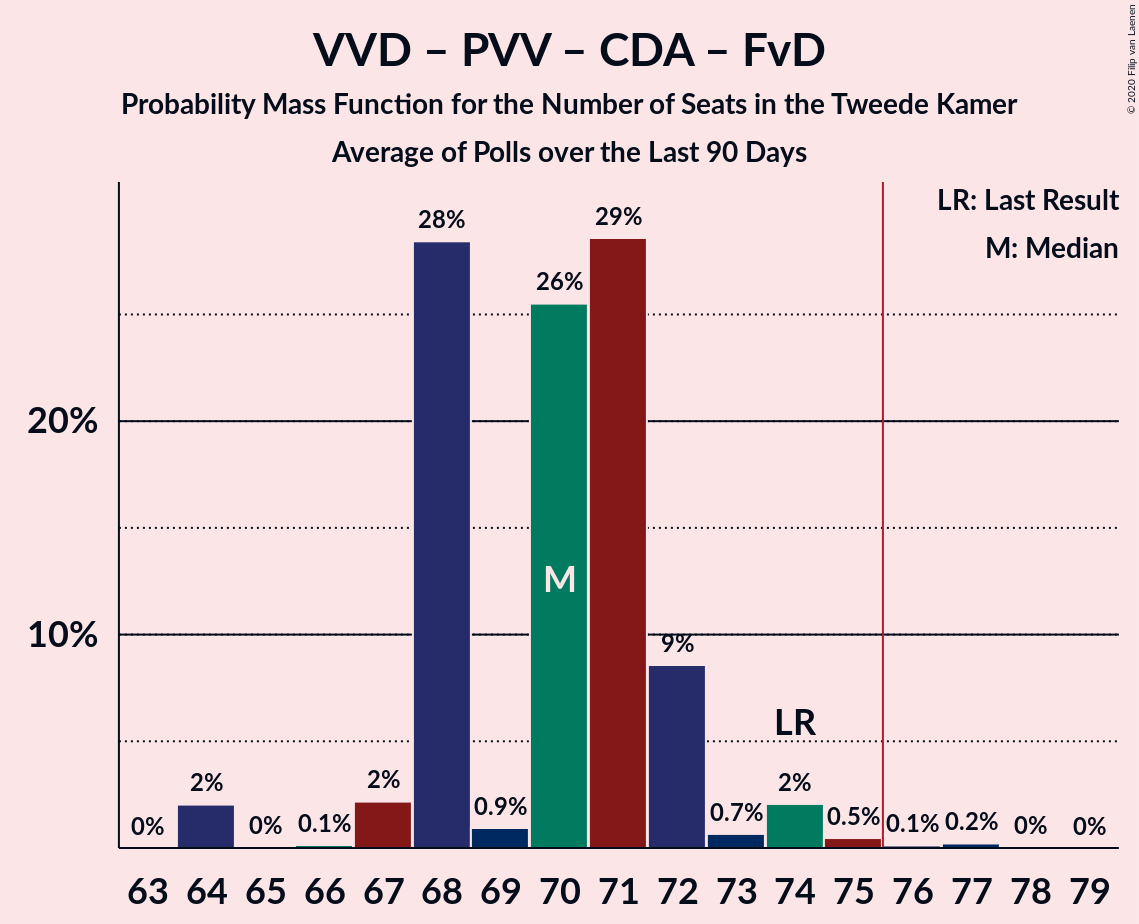 VVD – PVV – CDA – FvD
Probability Mass Function for the Number of Seats in the Tweede Kamer
Average of Polls over the Last 90 Days
© 2020 Filip van Laenen
LR: Last Result
M: Median
20%
10%
0%
2%
0%
0.1%
2%
28%
0.9%
26%
29%
9%
0.7%
2%
0.5%
0.1%
0.2%
0%
0%
M
LR
63 64 65 66 67 68 69 70 71 72 73 74 75 76 77 78 79